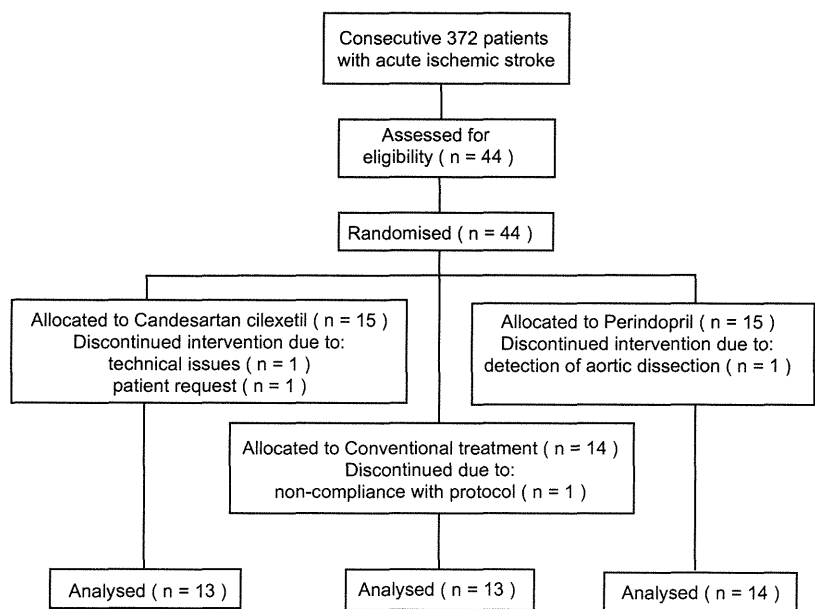 Consecutive 372 patients
with acute ischemic stroke
Assessed for
eligibility ( n = 44 )
Randomised ( n = 44 )
Allocated to Candesartan cilexetil ( n = 15 )
Discontinued intervention due to:
technical issues ( n = 1 )
patient request ( n = 1 )
Allocated to Conventional treatment ( n = 14 )
Discontinued due to:
non-compliance with protocol ( n = 1 )
Allocated to Perindopril ( n = 15 )
Discontinued intervention due to:
detection of aortic dissection ( n = 1 )
Analysed ( n = 13 )
Analysed ( n = 13 )
Analysed ( n = 14 )